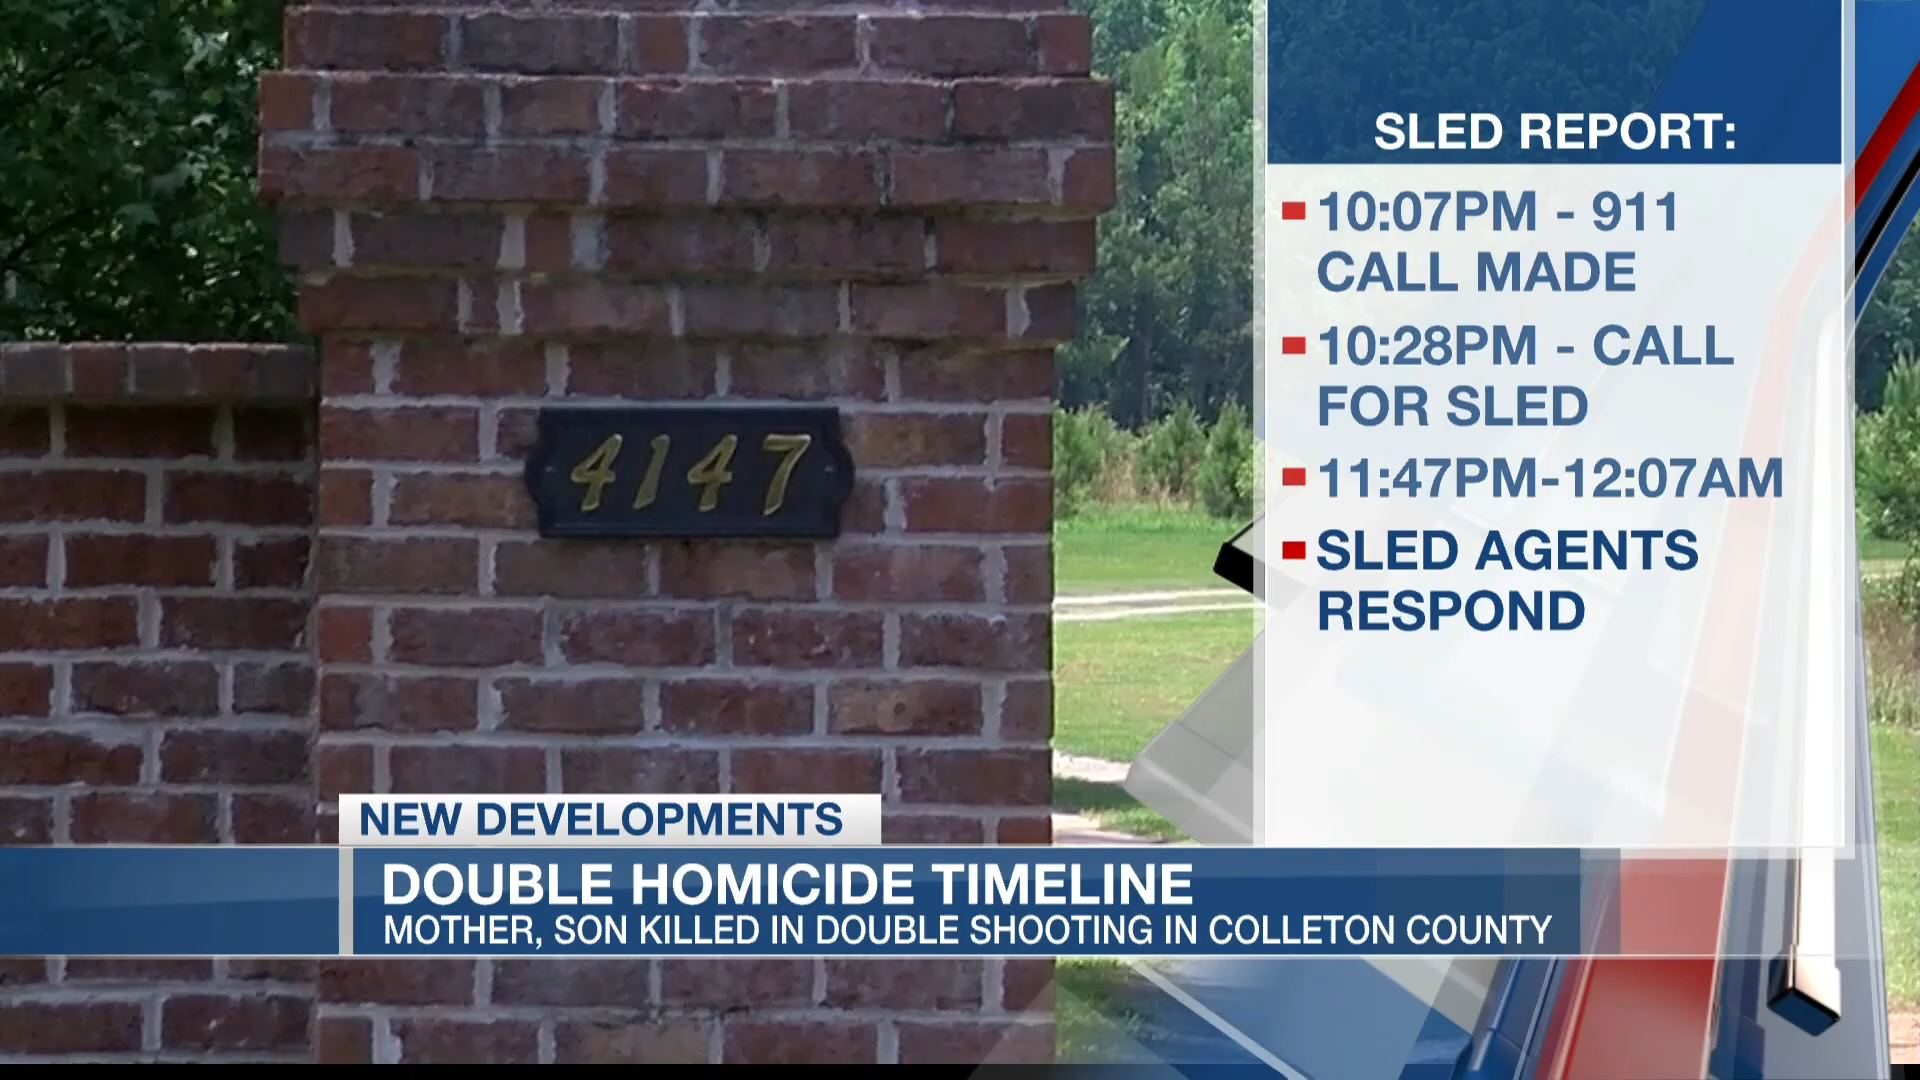 4147
SLED REPORT:
10:07PM - 911
CALL MADE
10:28PM - CALL
FOR SLED
11:47PM-12:07AM
SLED AGENTS
RESPOND
NEW DEVELOPMENTS
DOUBLE HOMICIDE TIMELINE
MOTHER, SON KILLED IN DOUBLE SHOOTING IN COLLETON COUNTY